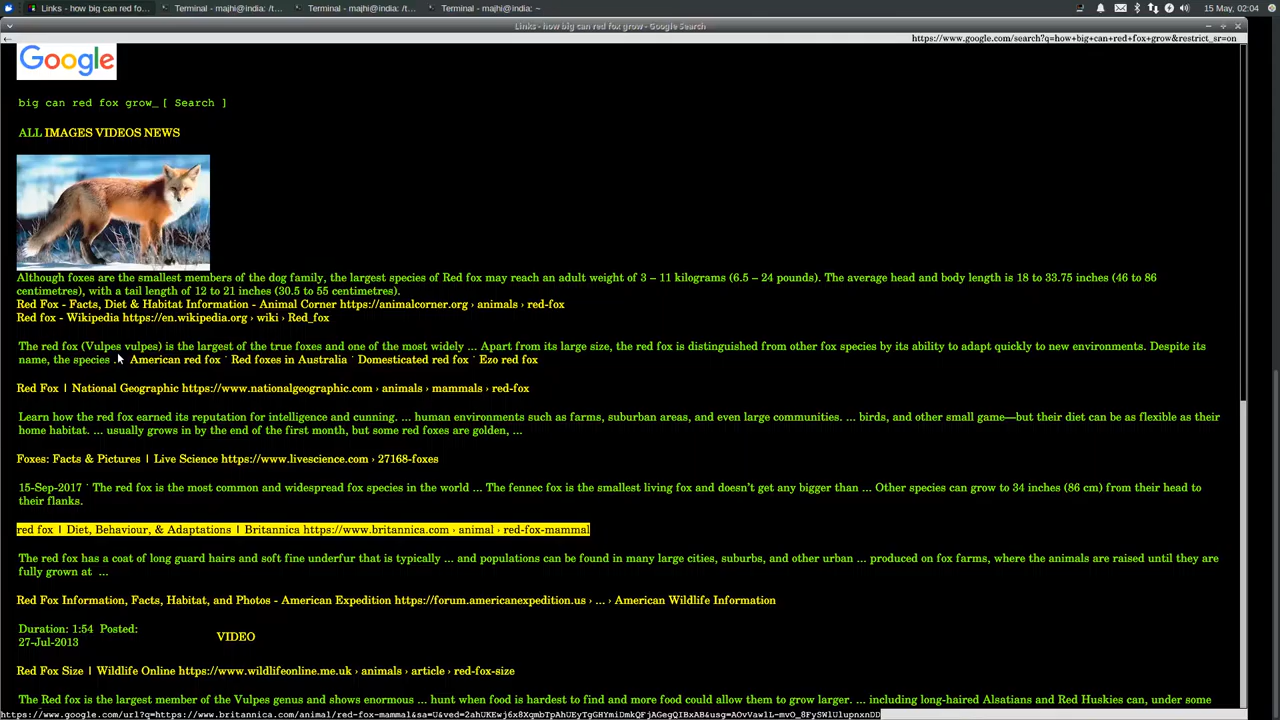 Links - how big can red fo...
Terminal - majhi@india: /t...
Terminal - majhi@india: /t...
Terminal - majhi@india: ~
15 May, 02:04
Links - how big can red fox grow - Google Search
https://www.google.com/search?q=how+big+can+red+fox+grow&restrict_sr=on
Google
big can red fox grow_ [ Search ]
ALL IMAGES VIDEOS NEWS
Although foxes are the smallest members of the dog family, the largest species of Red fox may reach an adult weight of 3 – 11 kilograms (6.5 – 24 pounds). The average head and body length is 18 to 33.75 inches (46 to 86
centimetres), with a tail length of 12 to 21 inches (30.5 to 55 centimetres).
Red Fox - Facts, Diet & Habitat Information - Animal Corner https://animalcorner.org › animals › red-fox
Red fox - Wikipedia https://en.wikipedia.org › wiki › Red_fox
The red fox (Vulpes vulpes) is the largest of the true foxes and one of the most widely ... Apart from its large size, the red fox is distinguished from other fox species by its ability to adapt quickly to new environments. Despite its
name, the species . American red fox · Red foxes in Australia · Domesticated red fox · Ezo red fox
Red Fox | National Geographic https://www.nationalgeographic.com › animals › mammals › red-fox
Learn how the red fox earned its reputation for intelligence and cunning. ... human environments such as farms, suburban areas, and even large communities. ... birds, and other small game—but their diet can be as flexible as their
home habitat. ... usually grows in by the end of the first month, but some red foxes are golden, ...
Foxes: Facts & Pictures | Live Science https://www.livescience.com › 27168-foxes
15-Sep-2017 · The red fox is the most common and widespread fox species in the world ... The fennec fox is the smallest living fox and doesn't get any bigger than ... Other species can grow to 34 inches (86 cm) from their head to
their flanks.
red fox | Diet, Behaviour, & Adaptations | Britannica https://www.britannica.com › animal › red-fox-mammal
The red fox has a coat of long guard hairs and soft fine underfur that is typically ... and populations can be found in many large cities, suburbs, and other urban ... produced on fox farms, where the animals are raised until they are
fully grown at ...
Red Fox Information, Facts, Habitat, and Photos - American Expedition https://forum.americanexpedition.us › ... › American Wildlife Information
Duration: 1:54 Posted:
27-Jul-2013
VIDEO
Red Fox Size | Wildlife Online https://www.wildlifeonline.me.uk › animals › article › red-fox-size
The Red fox is the largest member of the Vulpes genus and shows enormous ... hunt when food is hardest to find and more food could allow them to grow larger. ... including long-haired Alsatians and Red Huskies can, under some